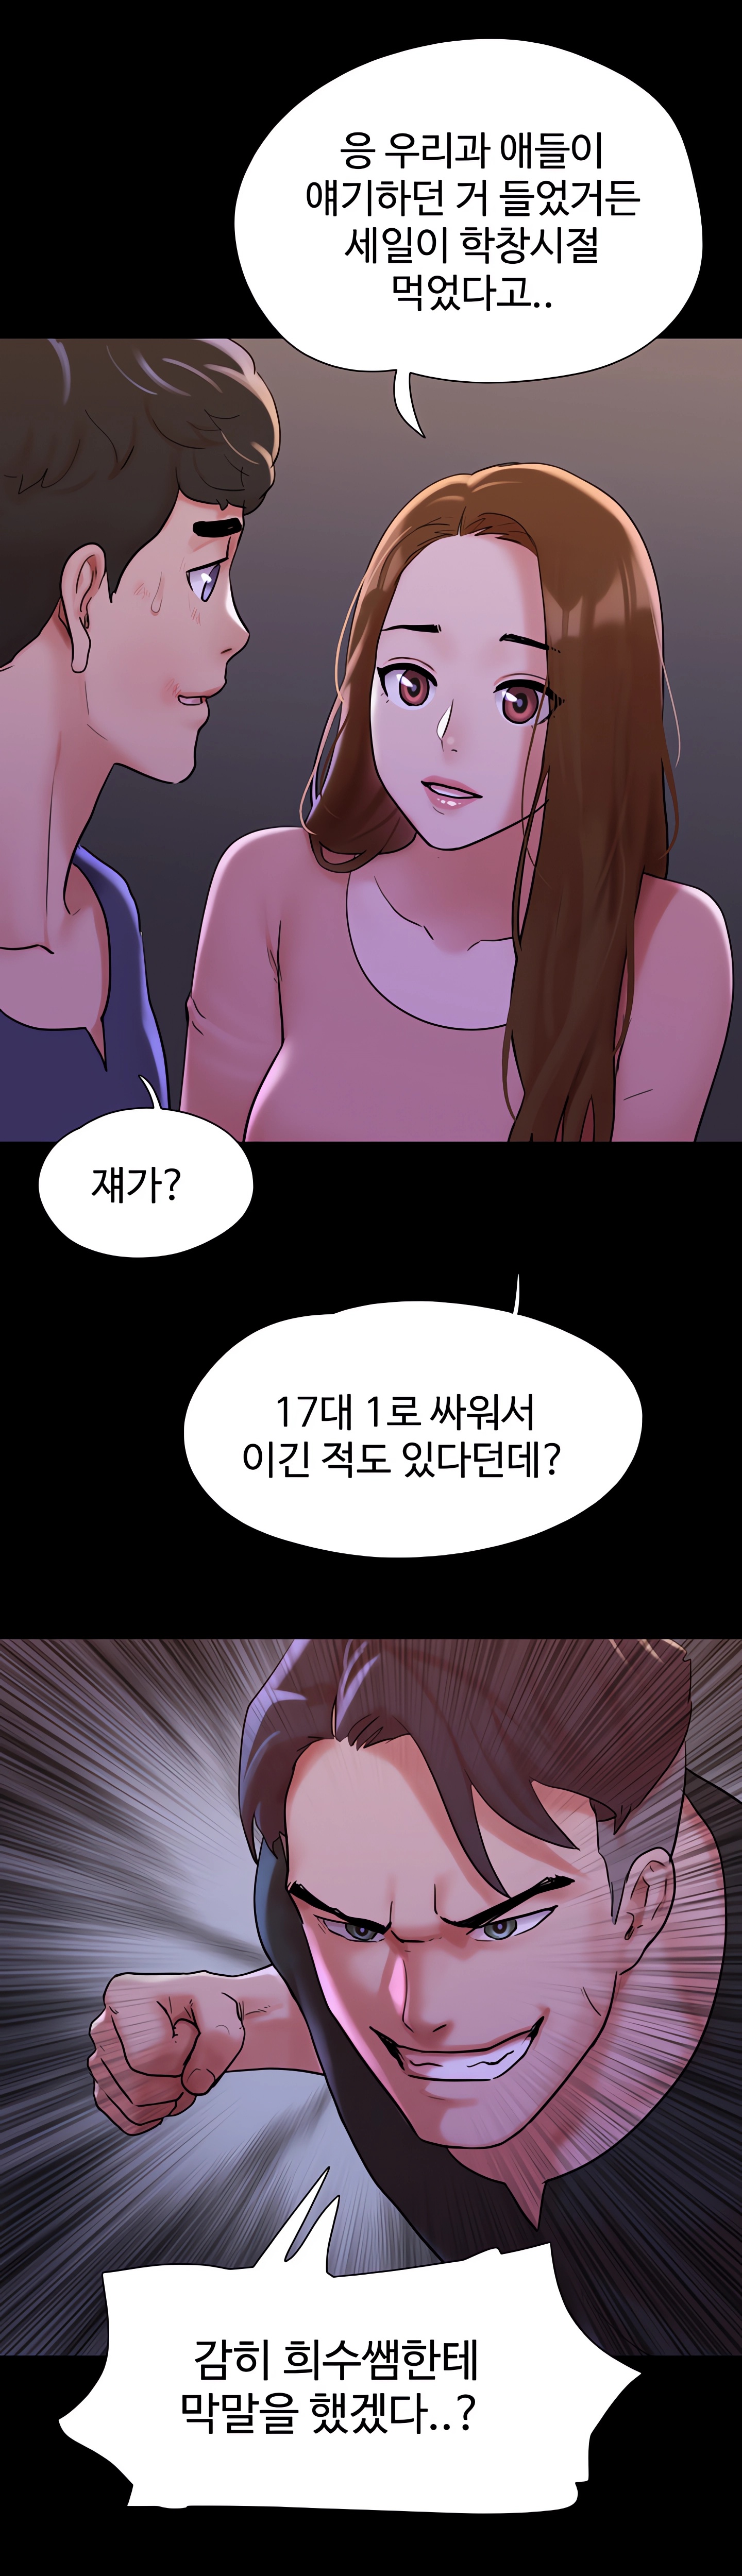 응 우리과 애들이
얘기하던 거 들었거든
세일이 학창시절
먹었다고..
쟤가?
17대 1로 싸워서
이긴 적도 있다던데?
감히 희수쌤한테
막말을 했겠다..?